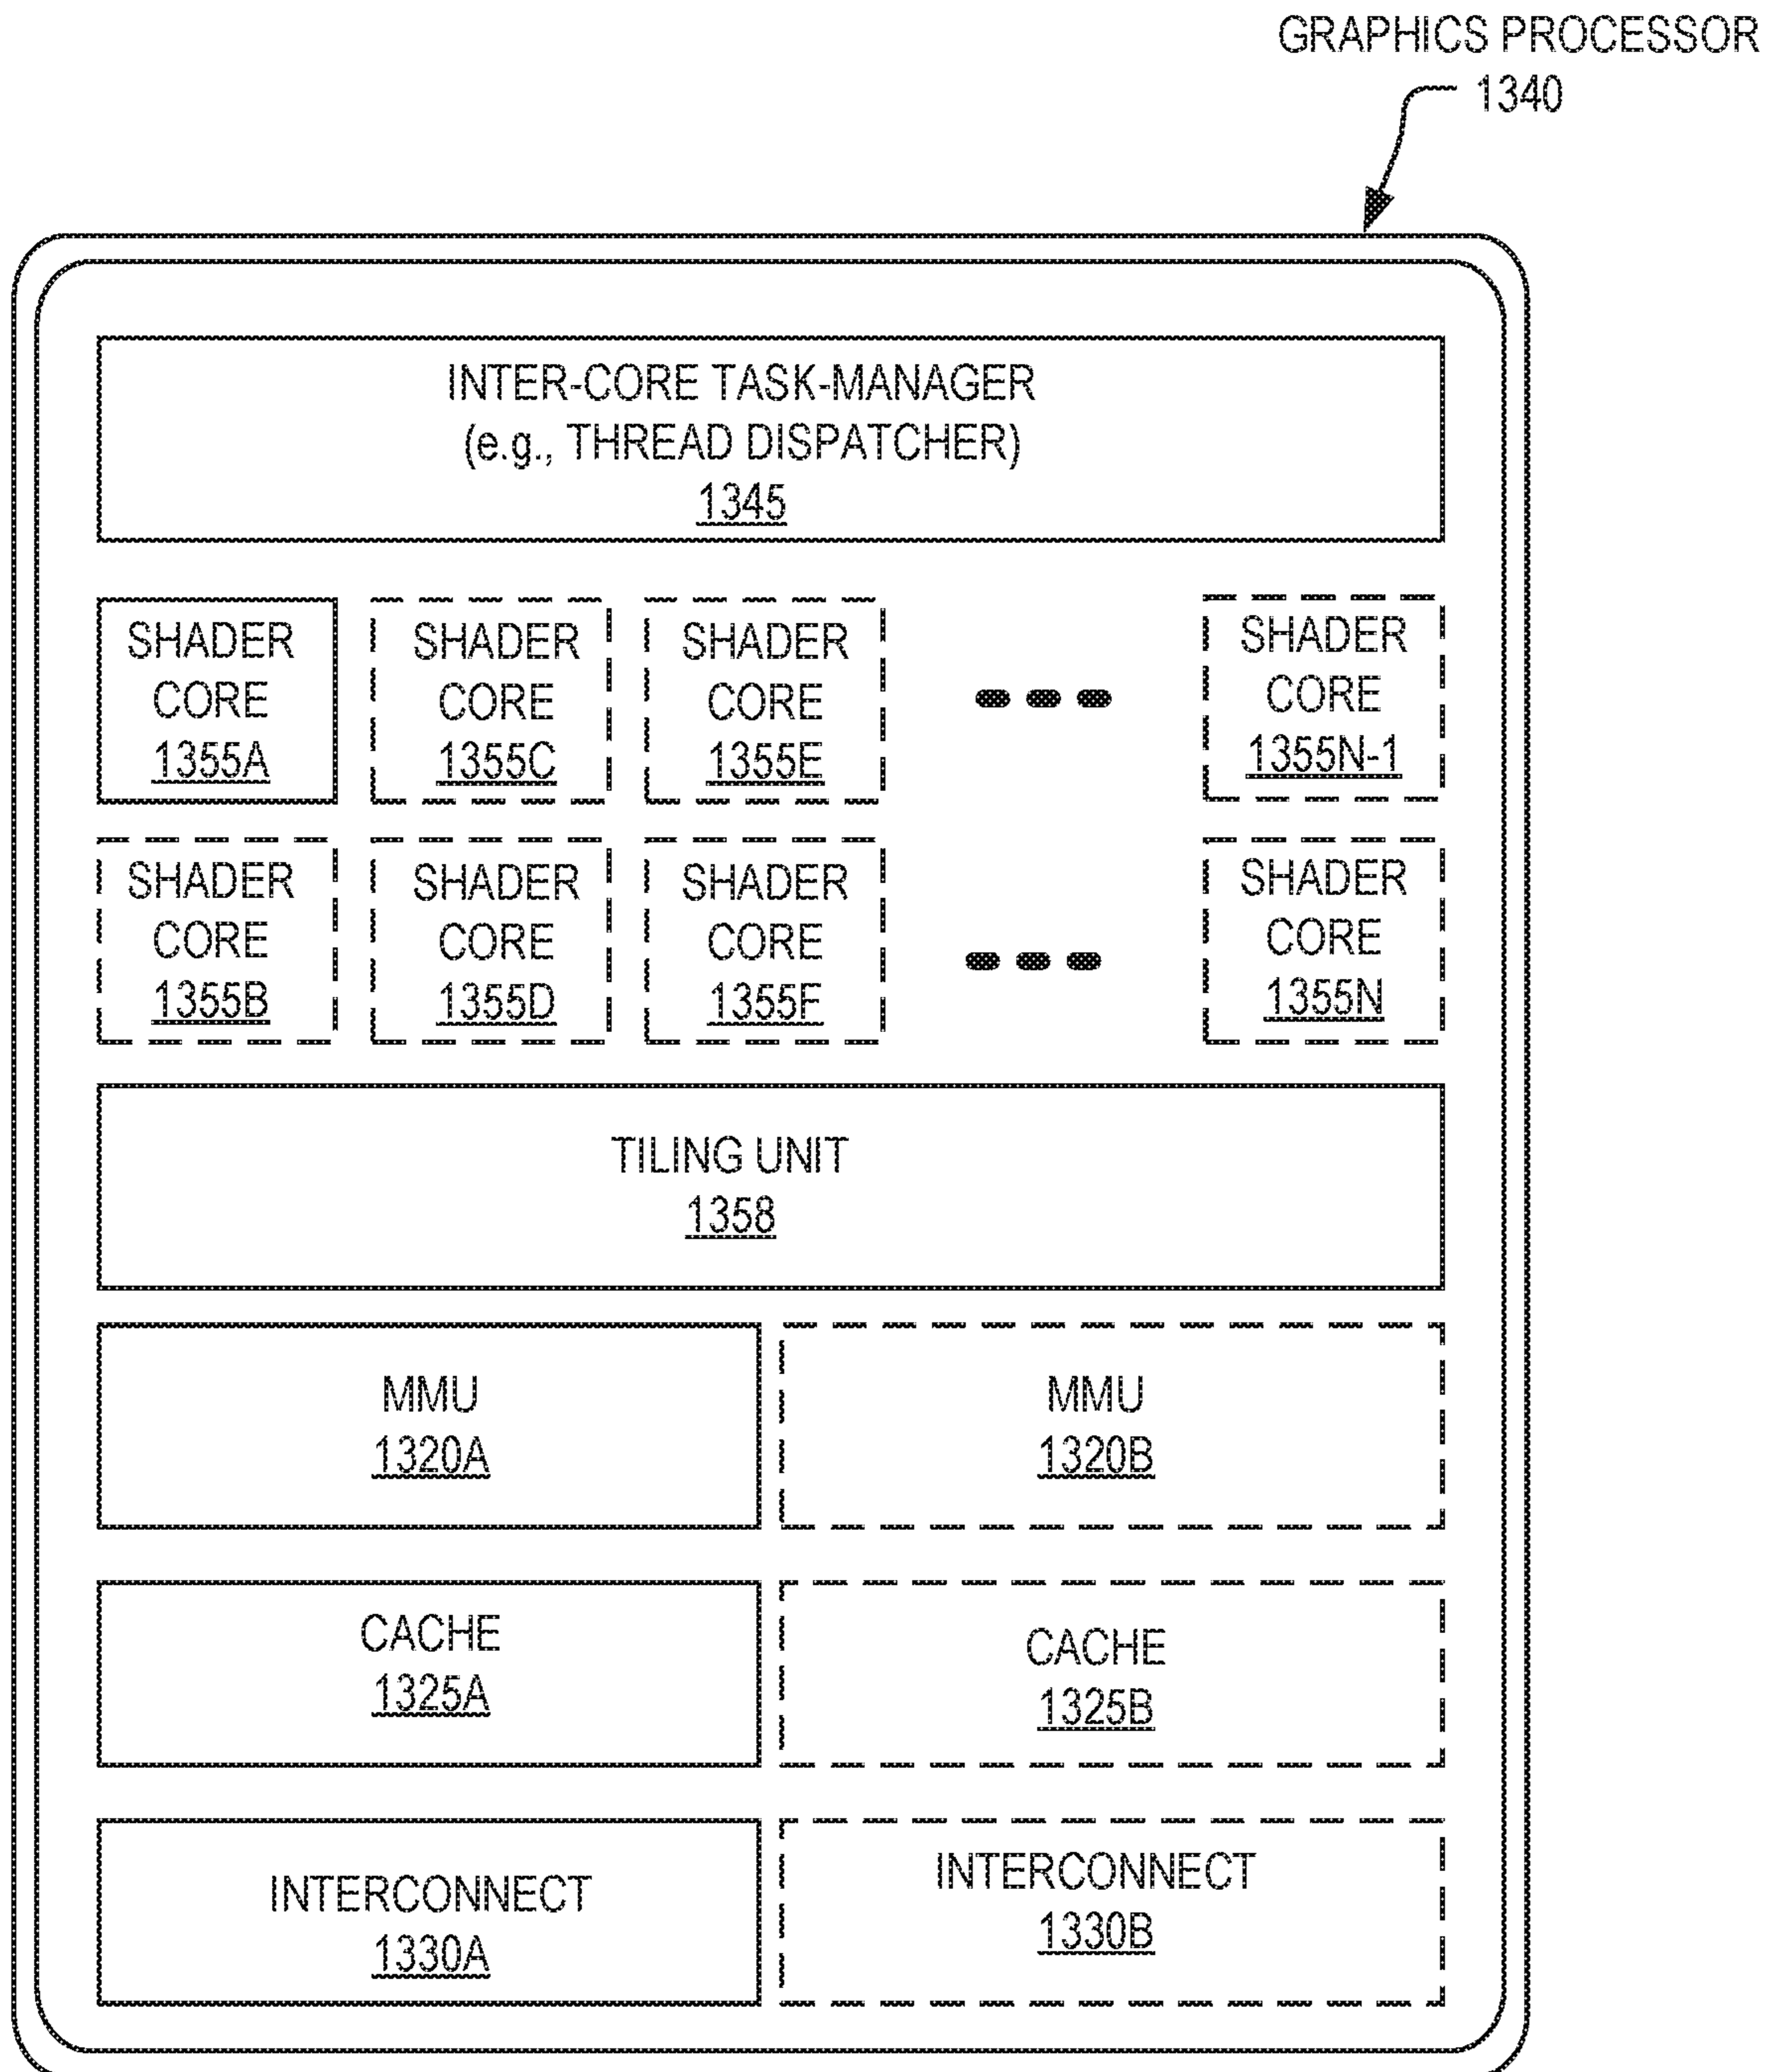 GRAPHICS PROCESSOR
1340
INTER-CORE TASK-MANAGER
(e.g., THREAD DISPATCHER)
1345
SHADER
CORE
1355A
SHADER
CORE
1355C
SHADER
CORE
1355E
SHADER
CORE
1355N-1
SHADER
CORE
1355B
SHADER
CORE
1355D
SHADER
CORE
1355F
SHADER
CORE
1355N
TILING UNIT
1358
MMU
1320A
MMU
1320B
CACHE
1325A
CACHE
1325B
INTERCONNECT
1330A
INTERCONNECT
1330B